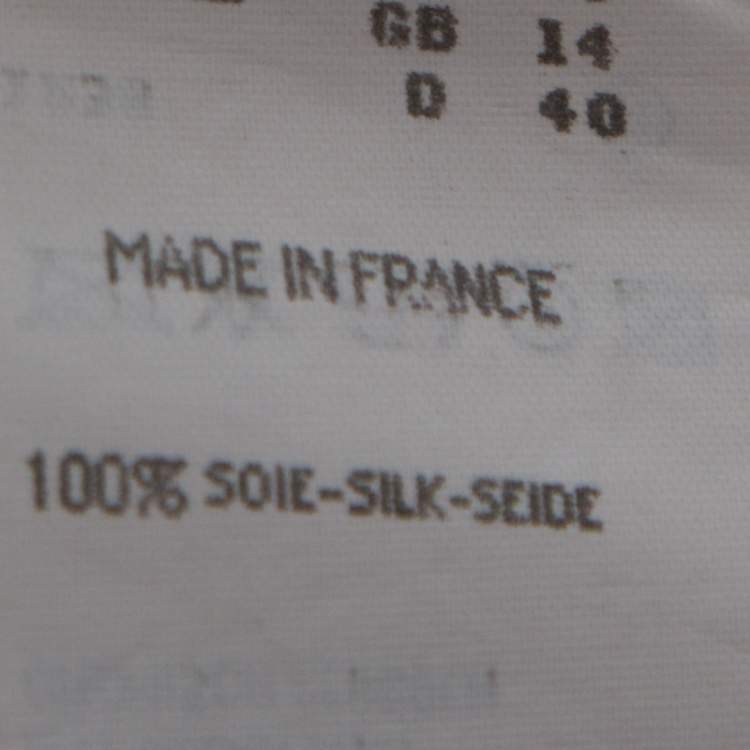 GB 14
D 40
MADE IN FRANCE
100% SOIE-SILK-SEIDE